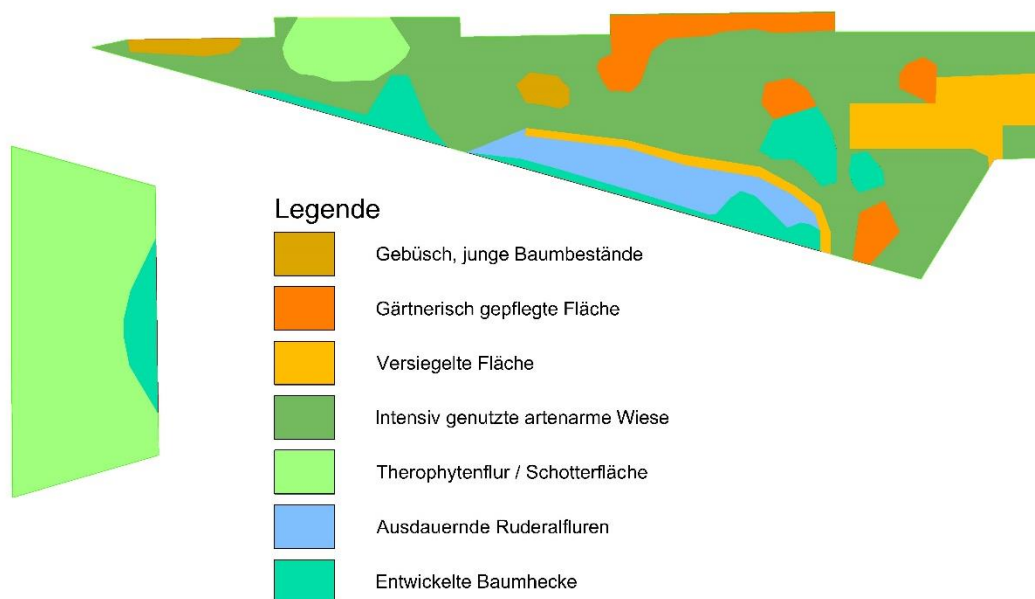 Legende
Gebüsch, junge Baumbestände
Gärtnerisch gepflegte Fläche
Versiegelte Fläche
Intensiv genutzte artenarme Wiese
Therophytenflur / Schotterfläche
Ausdauernde Ruderalfluren
Entwickelte Baumhecke